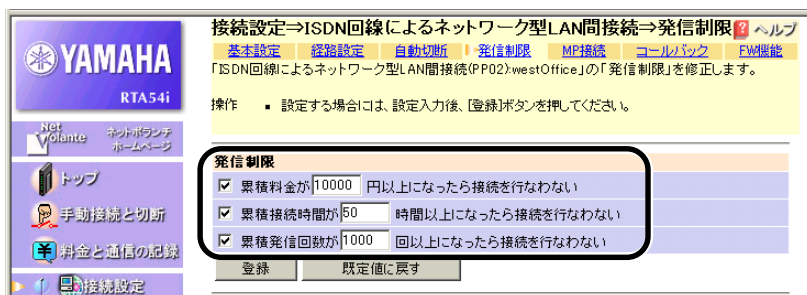 接続設定⇒ISDN回線によるネットワーク型LAN間接続⇒発信制限 ? ヘルプ
基本設定 経路設定 自動切断 発信制限 MP接続 コールバック FW機能
「ISDN回線によるネットワーク型LAN間接続(PP02):westOffice」の「発信制限」を修正します。
操作 ▪ 設定する場合には、設定入力後、[登録]ボタンを押してください。
YAMAHA
RTA54i
Net Volante ネットボランチ
ホームページ
トップ
手動接続と切断
料金と通信の記録
接続設定
発信制限
累積料金が 10000 円以上になったら接続を行なわない
累積接続時間が 50 時間以上になったら接続を行なわない
累積発信回数が 1000 回以上になったら接続を行なわない
登録 既定値に戻す